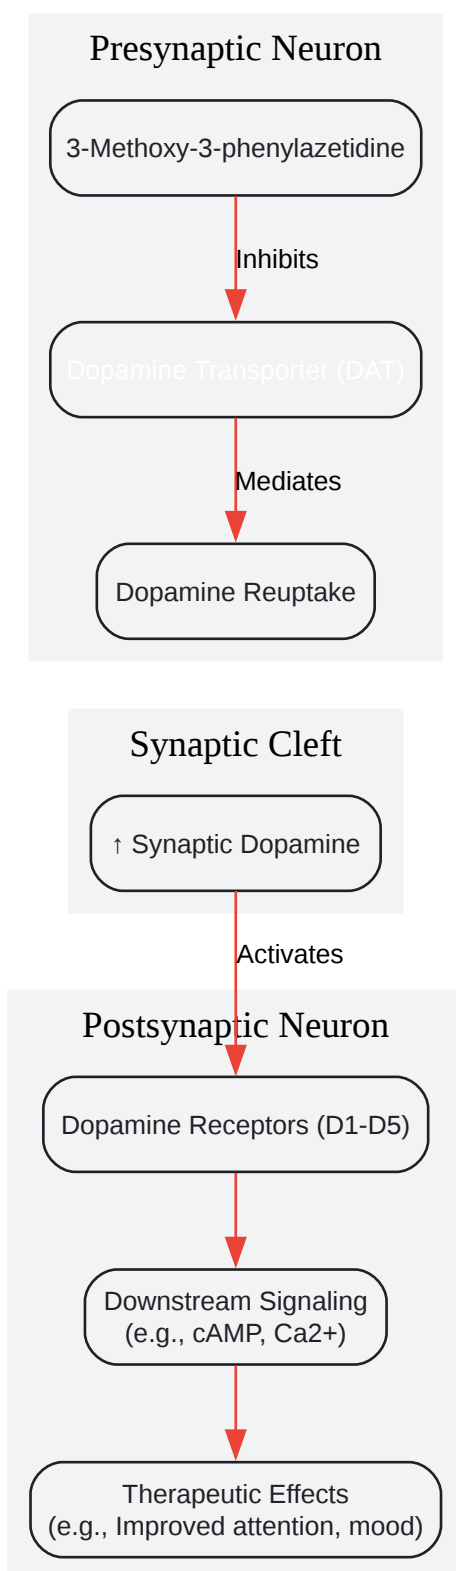 Presynaptic Neuron
3-Methoxy-3-phenylazetidine
Inhibits
Dopamine Transporter (DAT)
Mediates
Dopamine Reuptake
Synaptic Cleft
↑ Synaptic Dopamine
Activates
Postsynaptic Neuron
Dopamine Receptors (D1-D5)
Downstream Signaling
(e.g., cAMP, Ca2+)
Therapeutic Effects
(e.g., Improved attention, mood)